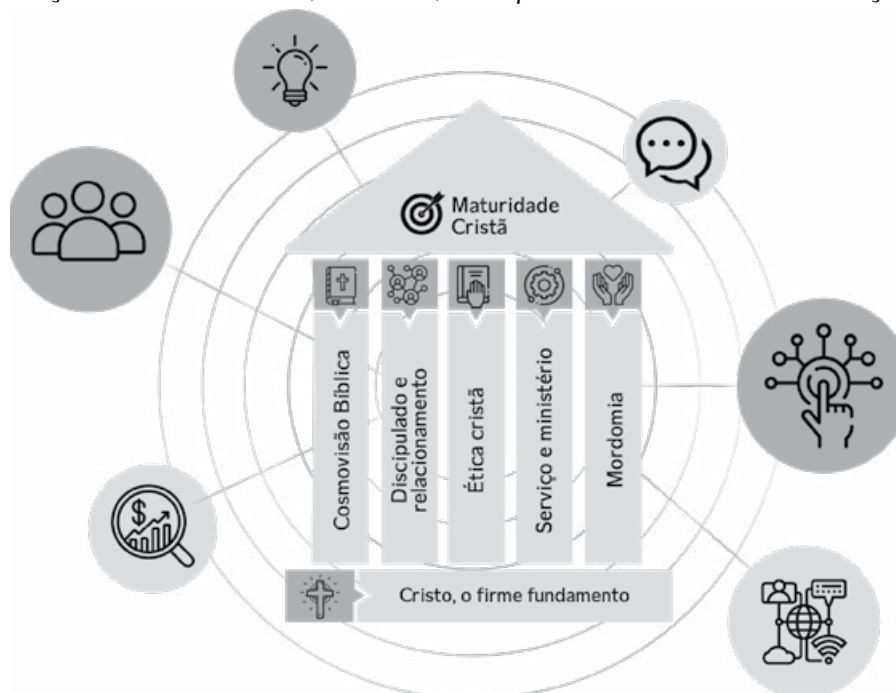 Maturidade
Cristã
Cosmovisão Bíblica
Discipulado e
relacionamento
Ética cristã
Serviço e ministério
Mordomia
$
Cristo, o firme fundamento